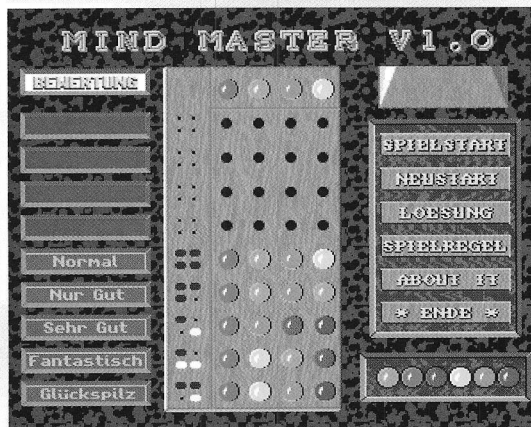 MIND MASTER V1.0
BEWERTUNG
Normal
Nur Gut
Sehr Gut
Fantastisch
Glückspilz
SPIELSTART
NEUSTART
LOESUNG
SPIELREGEL
ABOUT IT
* ENDE *